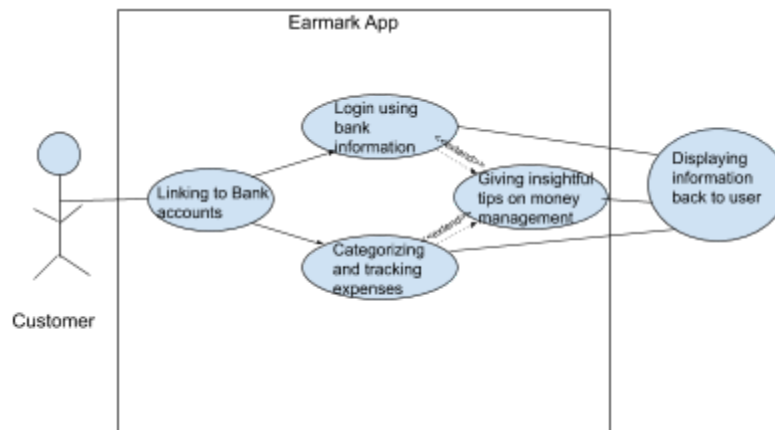 Earmark App
Login using
bank
information
<<extend>>
Linking to Bank
accounts
Giving insightful
tips on money
management
Displaying
information
back to user
<<extend>>
Categorizing
and tracking
expenses
Customer